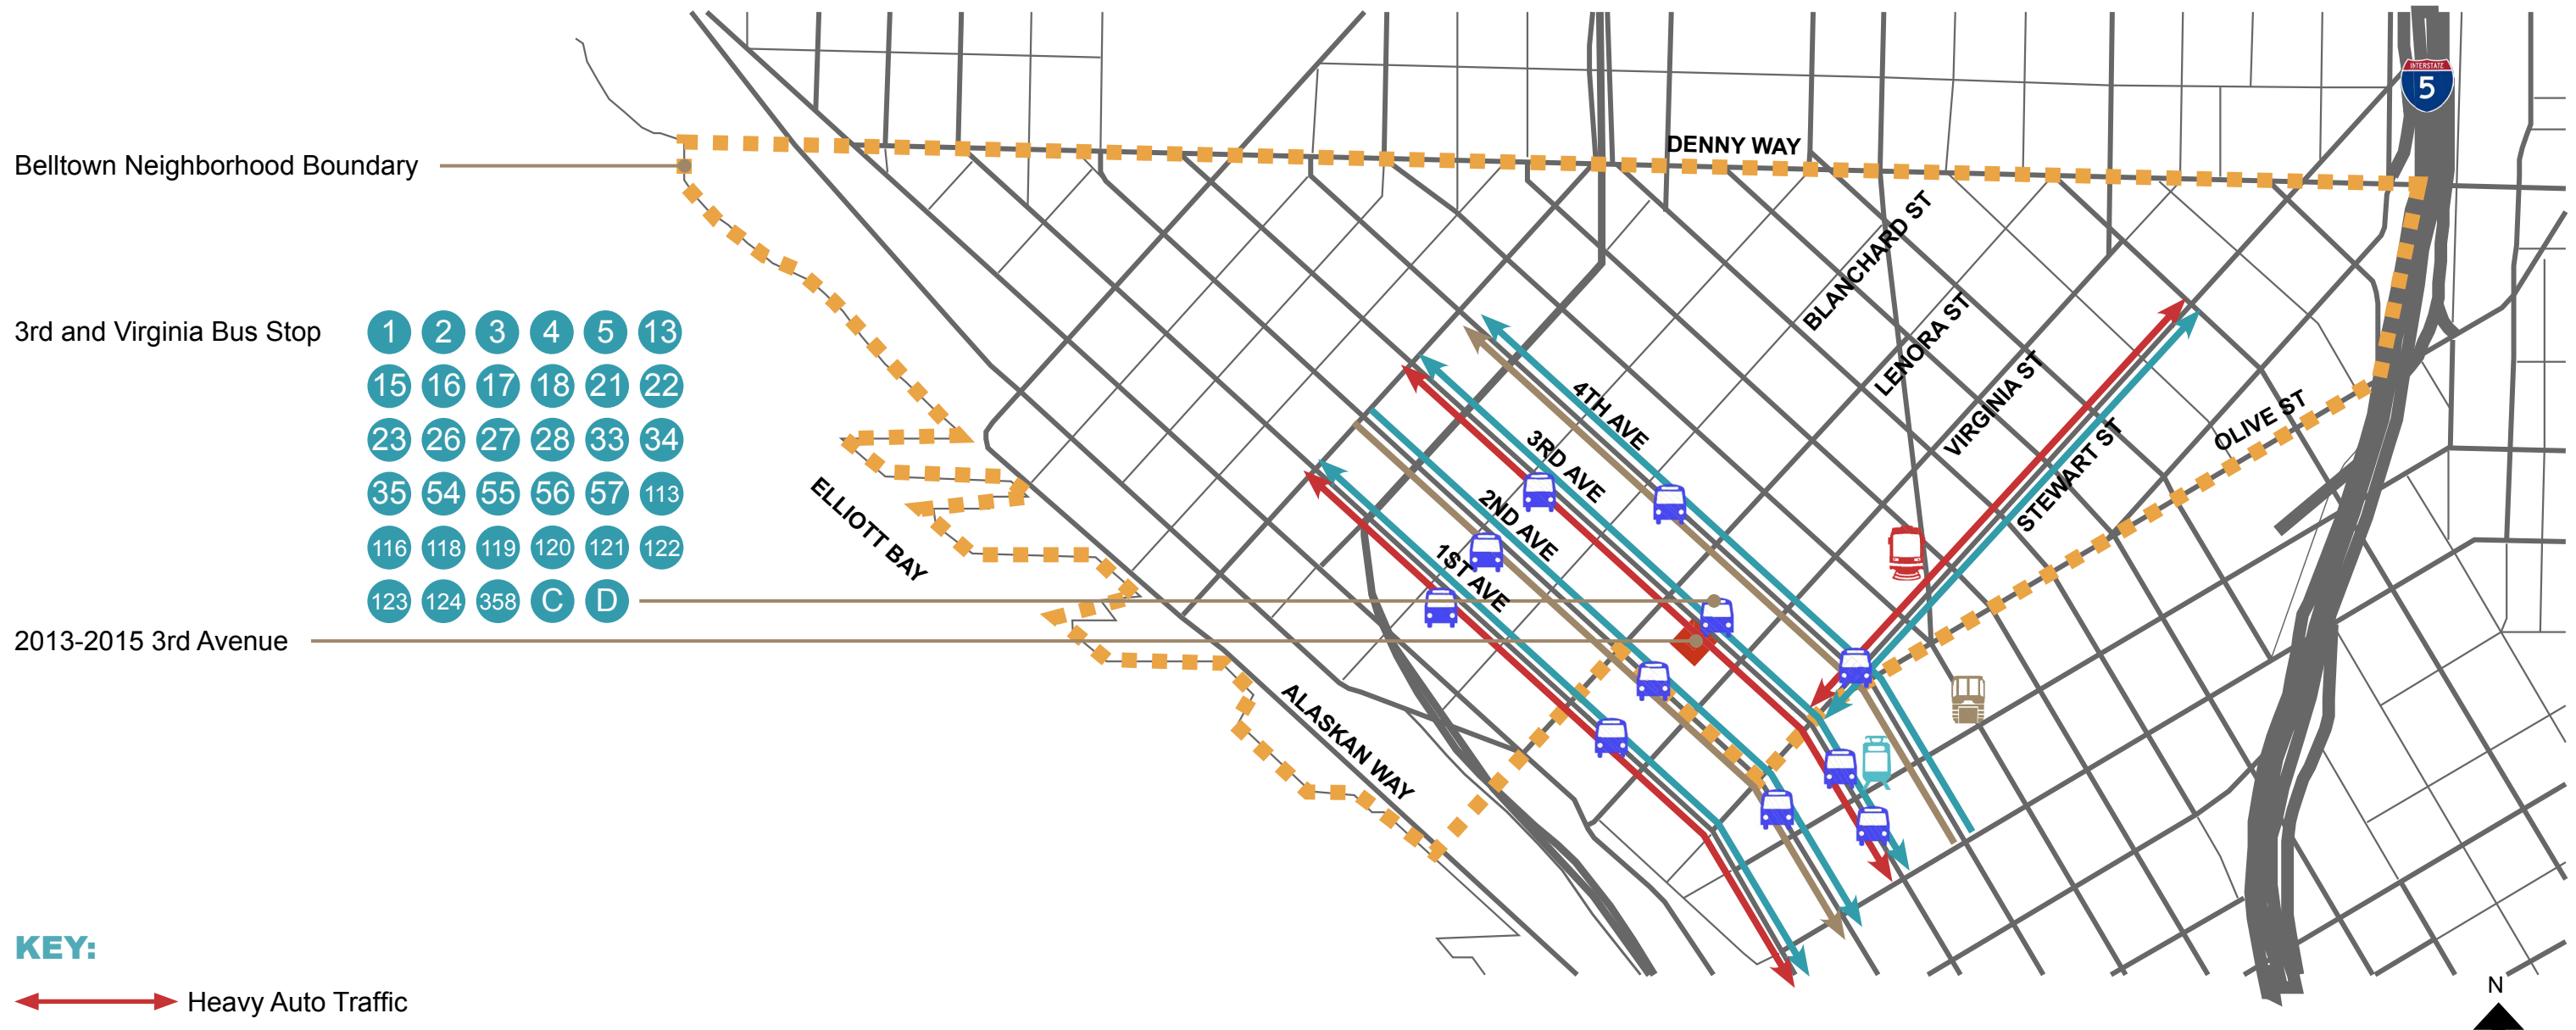 INTERSTATE
5
DENNY WAY
Belltown Neighborhood Boundary
BLANCHARD ST
LENORA ST
VIRGINIA ST
STEWART ST
OLIVE ST
4TH AVE
3RD AVE
2ND AVE
1ST AVE
3rd and Virginia Bus Stop
1 2 3 4 5 13
15 16 17 18 21 22
23 26 27 28 33 34
35 54 55 56 57 113
116 118 119 120 121 122
123 124 358 C D
ELLIOTT BAY
2013-2015 3rd Avenue
ALASKAN WAY
KEY:
Heavy Auto Traffic
N